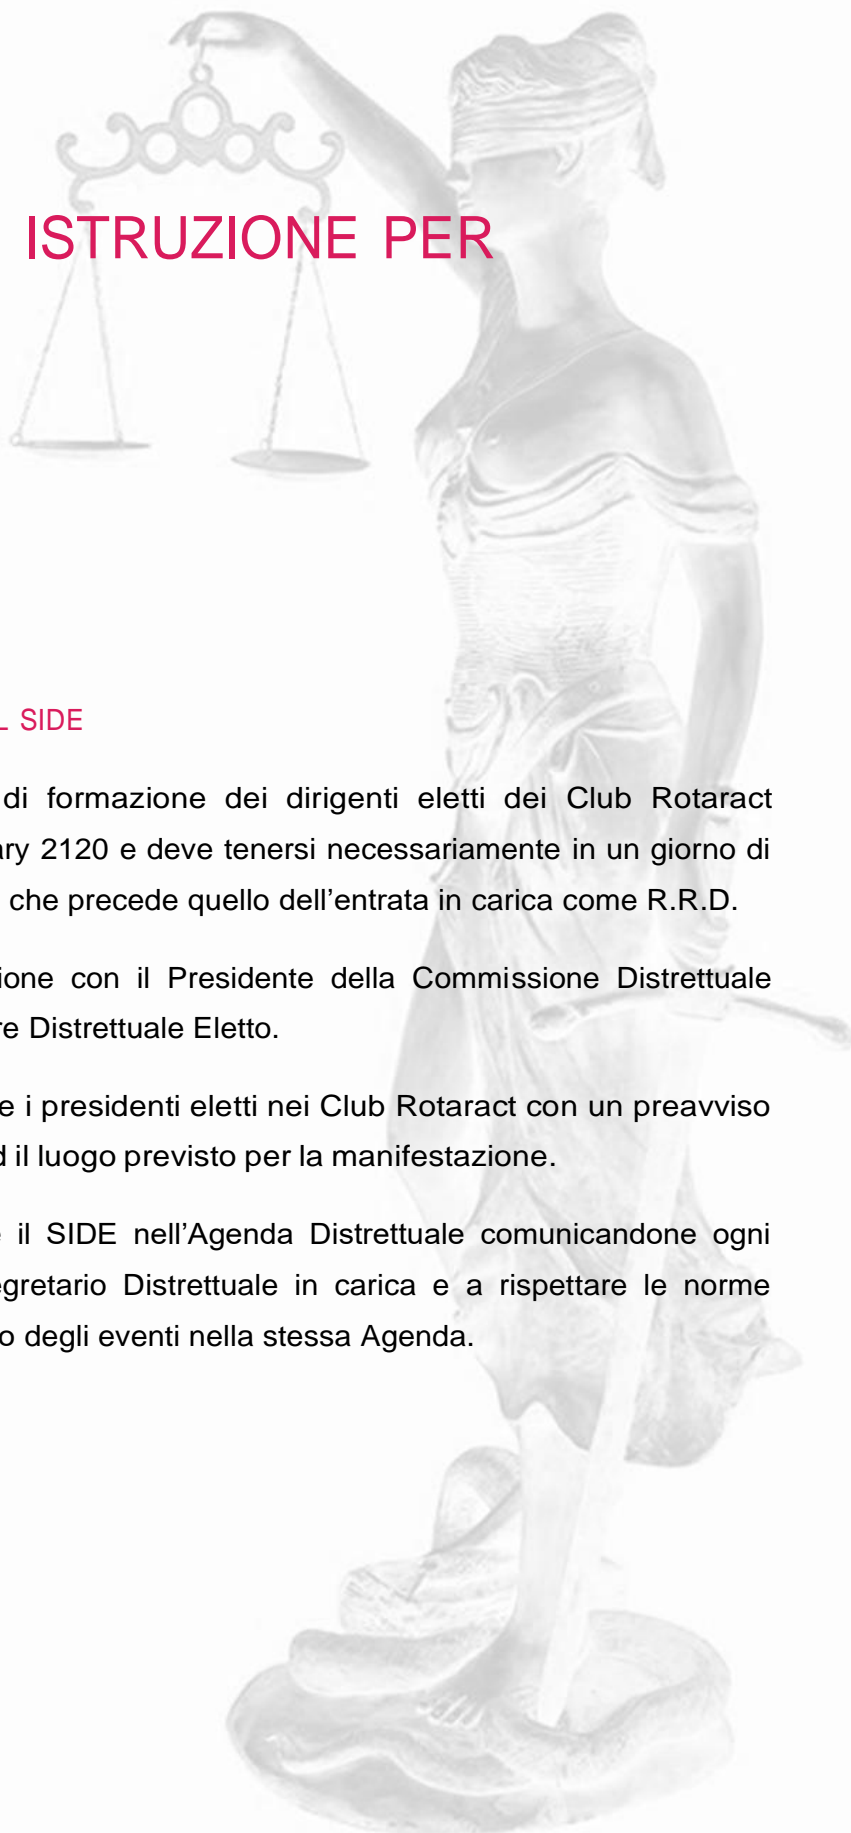 ISTRUZIONE PER
L SIDE
di formazione dei dirigenti eletti dei Club Rotaract
ary 2120 e deve tenersi necessariamente in un giorno di
che precede quello dell’entrata in carica come R.R.D.
ione con il Presidente della Commissione Distrettuale
re Distrettuale Eletto.
e i presidenti eletti nei Club Rotaract con un preavviso
d il luogo previsto per la manifestazione.
e il SIDE nell’Agenda Distrettuale comunicandone ogni
egretario Distrettuale in carica e a rispettare le norme
o degli eventi nella stessa Agenda.